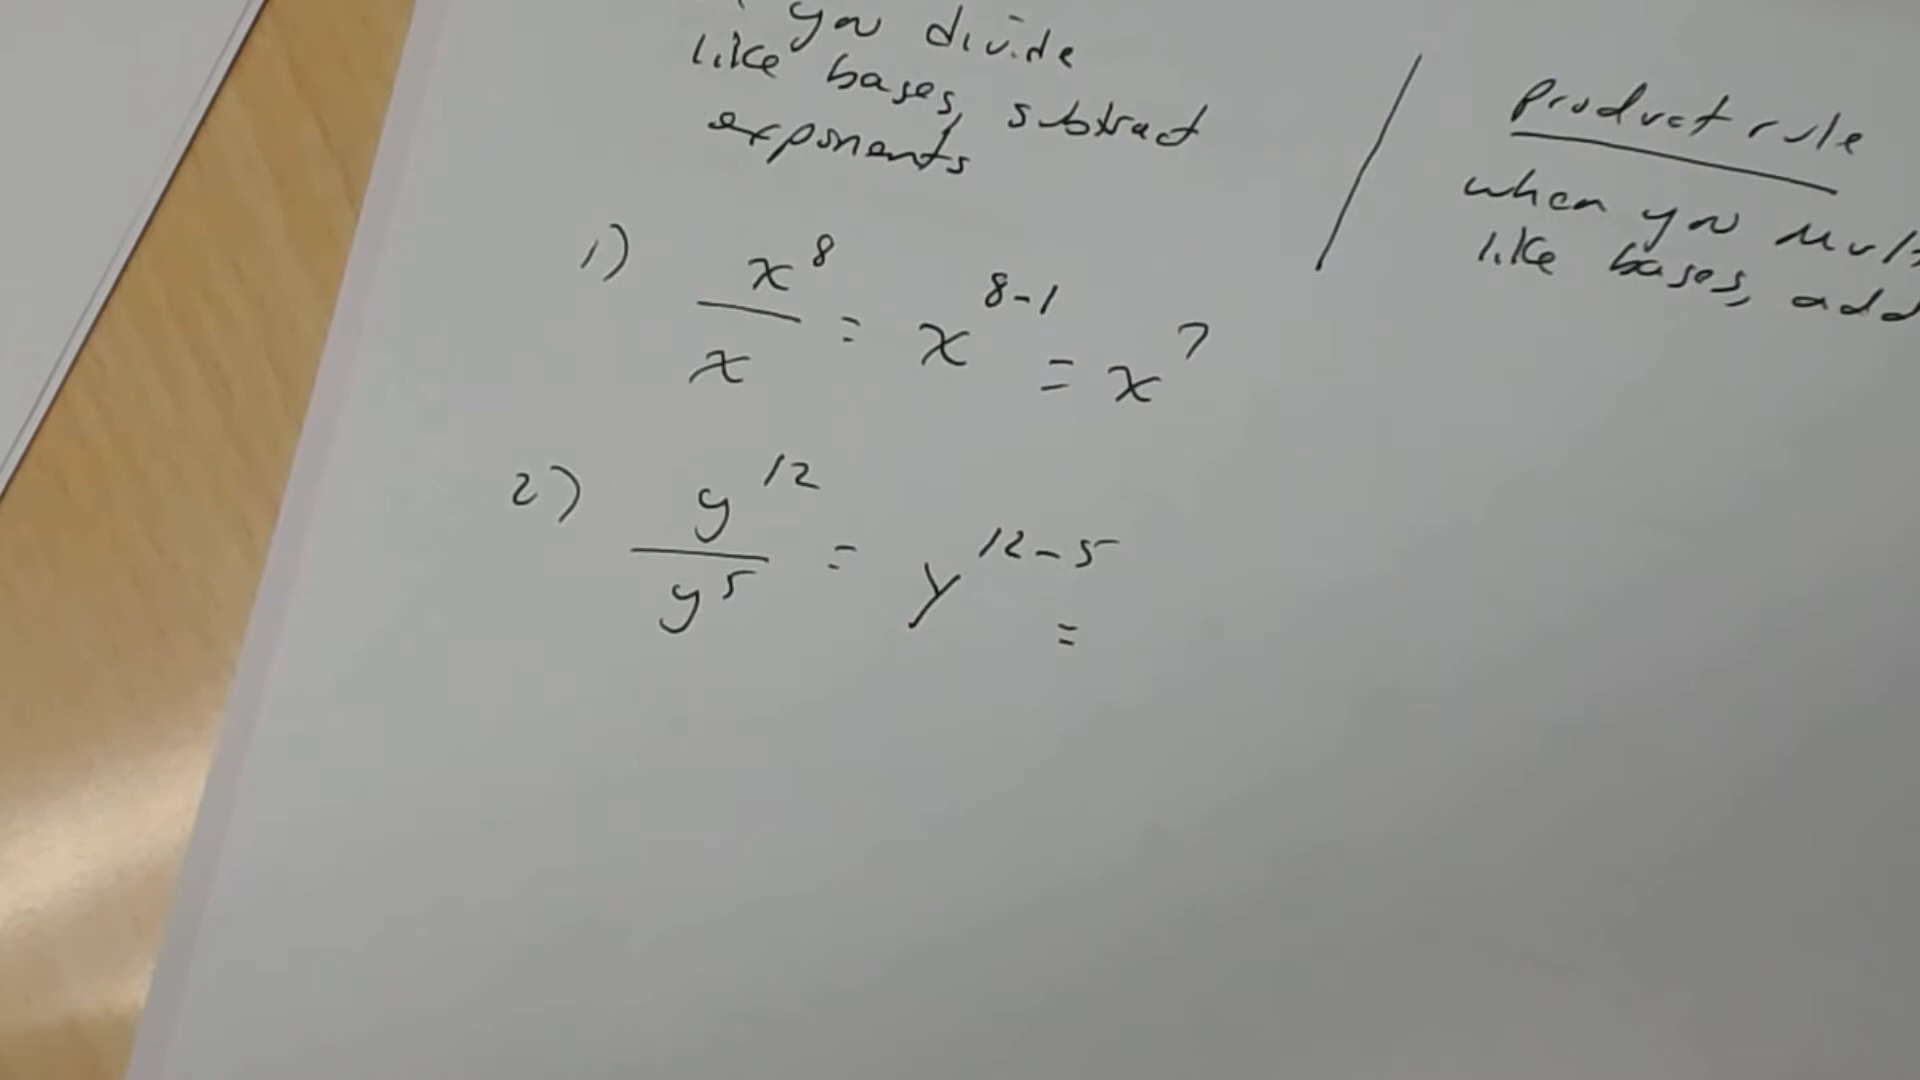 you divide
like bases, subtract
exponents
1) x^8 / x = x^(8-1) = x^7
2) y^12 / y^5 = y^(12-5) =
product rule
when you mult
like bases, add